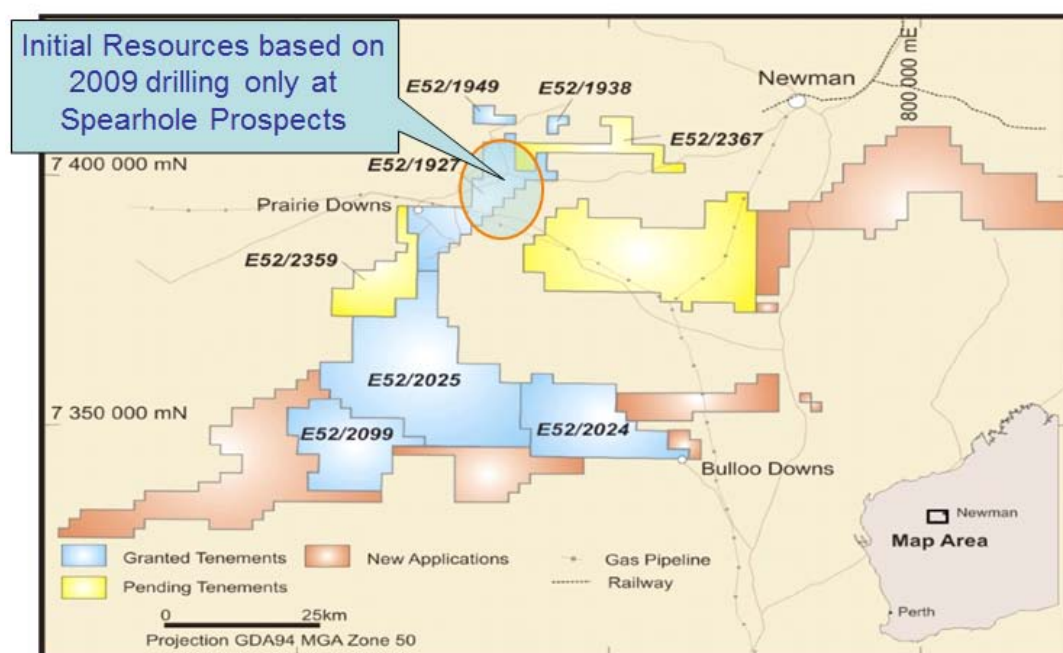 Initial Resources based on
2009 drilling only at
Spearhole Prospects
800 000 mE
Newman
E52/1949
E52/1938
E52/2367
7 400 000 mN
E52/1927
Prairie Downs
E52/2359
E52/2025
7 350 000 mN
E52/2099
E52/2024
Bulloo Downs
Newman
Map Area
Perth
Granted Tenements
New Applications
Gas Pipeline
Railway
Pending Tenements
0 25km
Projection GDA94 MGA Zone 50